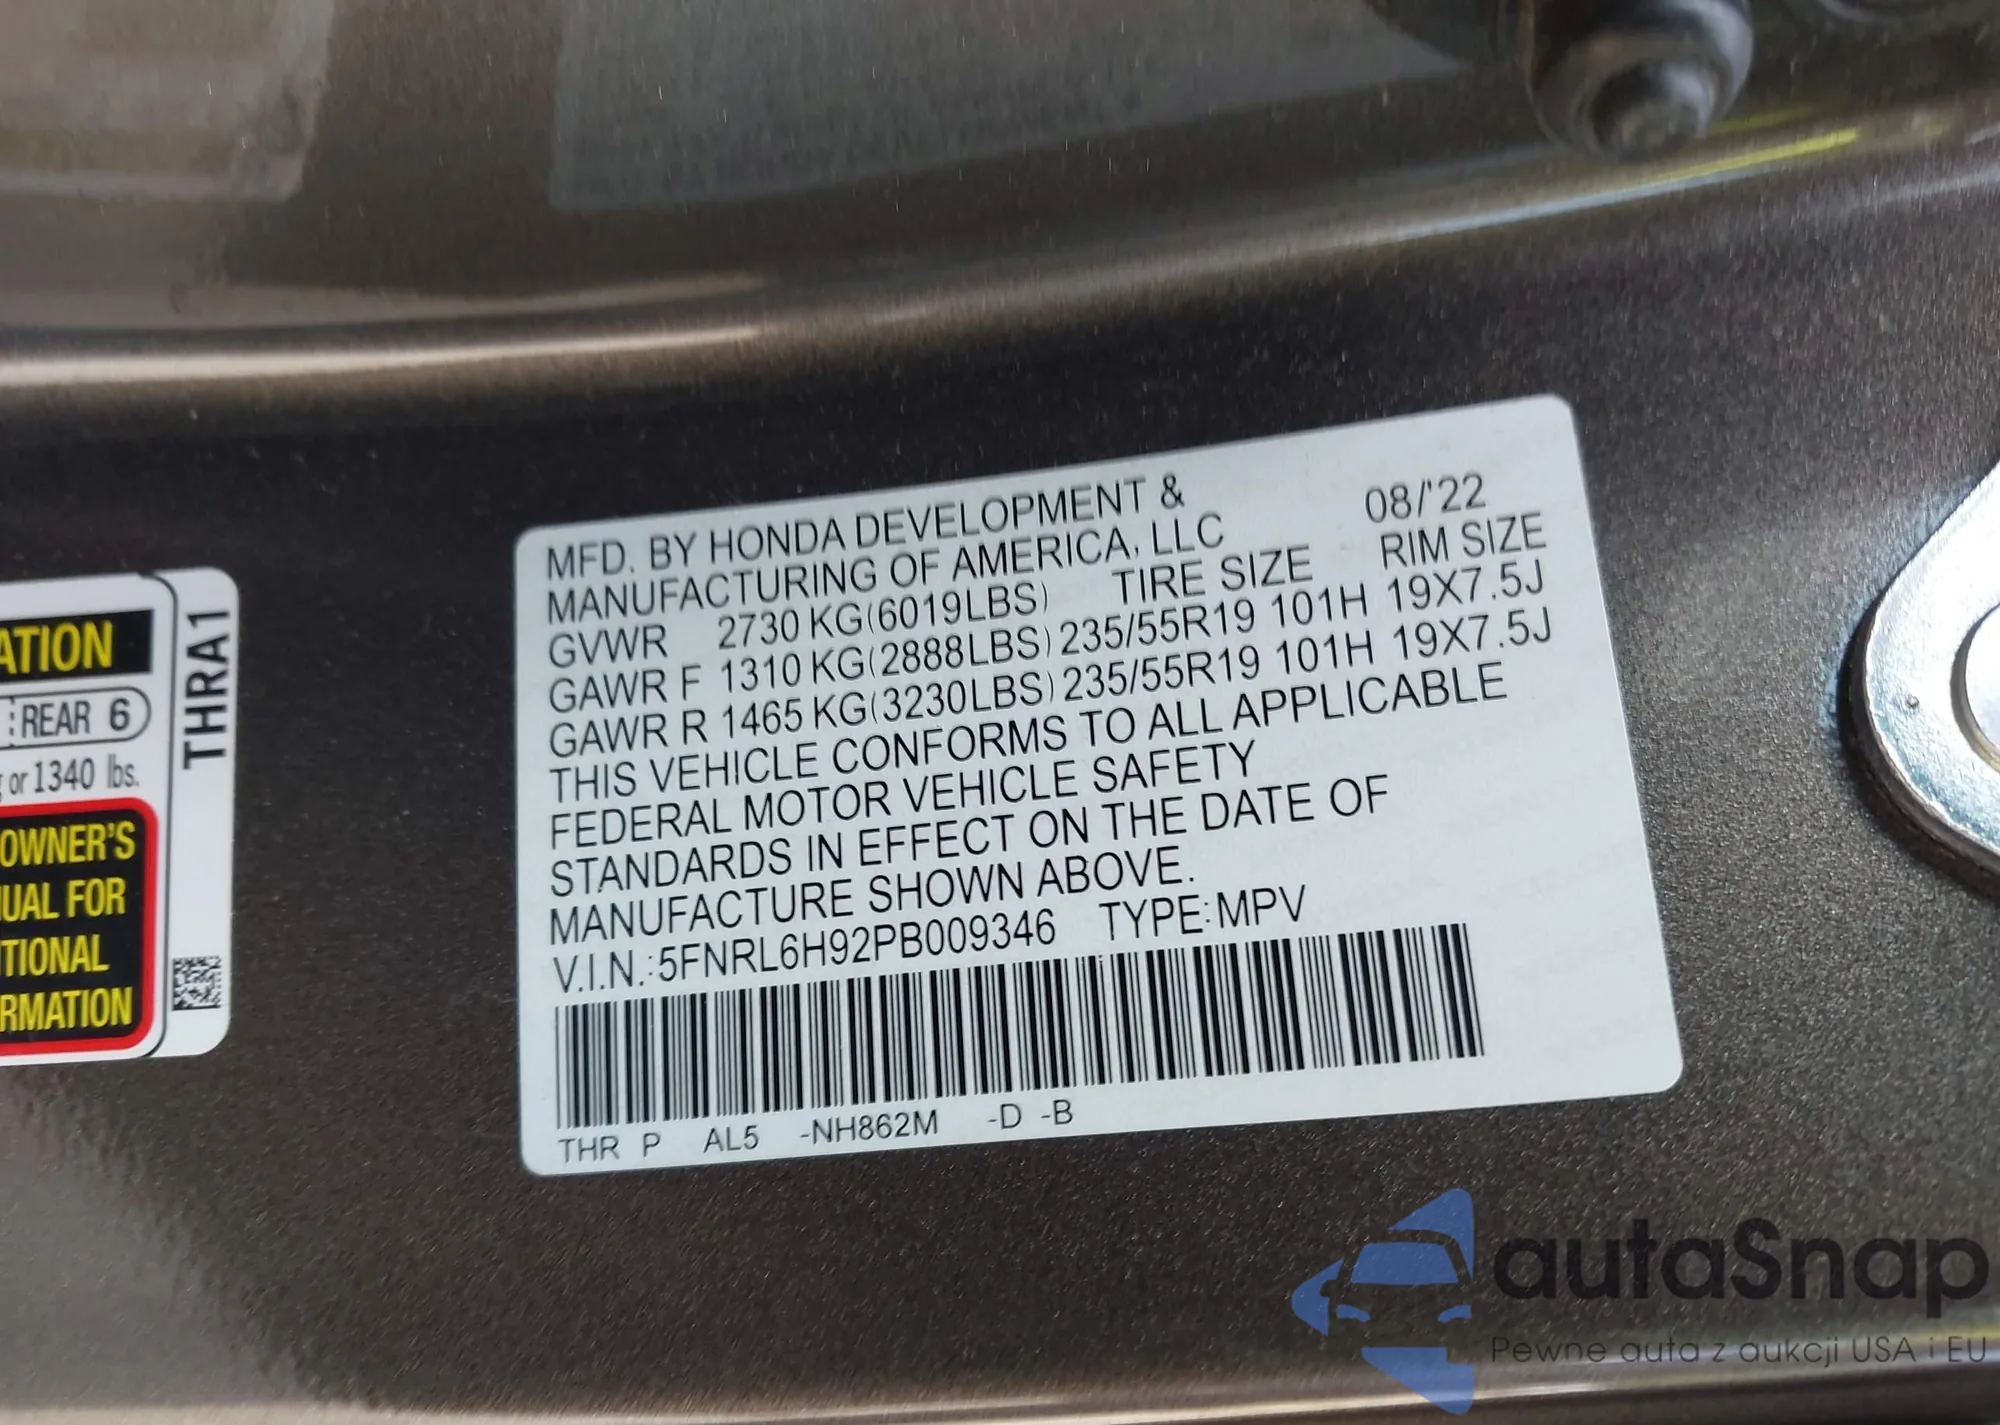 MFD. BY HONDA DEVELOPMENT & 08/'22
MANUFACTURING OF AMERICA, LLC
GVWR 2730 KG(6019LBS) TIRE SIZE RIM SIZE
GAWR F 1310 KG(2888LBS) 235/55R19 101H 19X7.5J
GAWR R 1465 KG(3230LBS) 235/55R19 101H 19X7.5J
THIS VEHICLE CONFORMS TO ALL APPLICABLE
FEDERAL MOTOR VEHICLE SAFETY
STANDARDS IN EFFECT ON THE DATE OF
MANUFACTURE SHOWN ABOVE.
V.I.N.:5FNRL6H92PB009346 TYPE:MPV
THR P AL5 -NH862M -D -B
ATION
REAR 6
or 1340 lbs.
OWNER'S
UAL FOR
TIONAL
RMATION
THRA1
autaSnap
Pewne auta z aukcji USA i EU